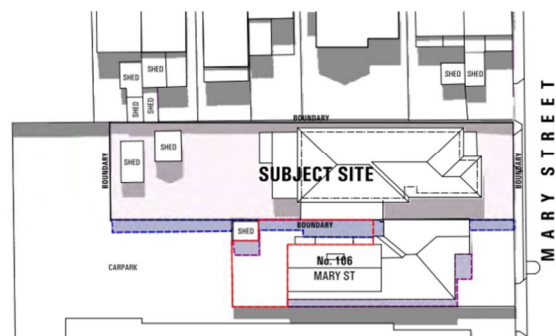 SHED
SHED
SHED
SHED
SHED SHED
BOUNDARY
SHED
SHED
BOUNDARY
SUBJECT SITE
BOUNDARY
MARY STREET
SHED
BOUNDARY
No. 106
MARY ST
CARPARK